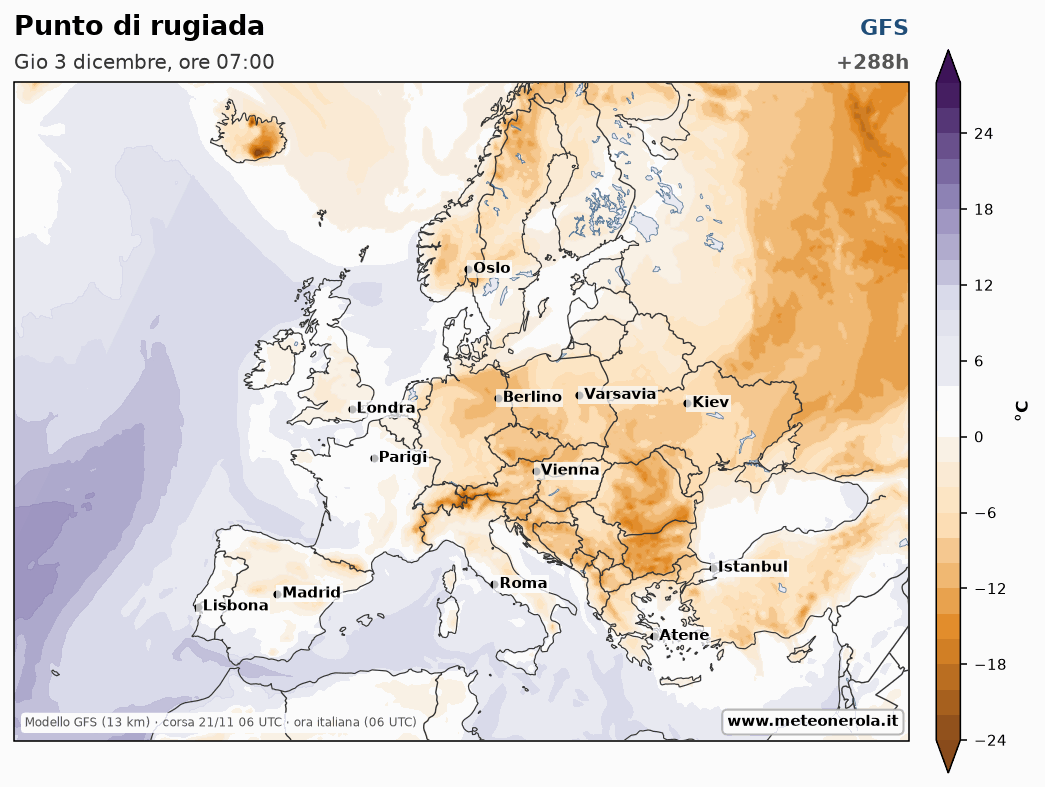 Punto di rugiada
GFS
Gio 3 dicembre, ore 07:00
+288h
24
18
12
6
0
−6
−12
−18
−24
°C
Oslo
Berlino
Varsavia
Kiev
Londra
Parigi
Vienna
Istanbul
Roma
Madrid
Lisbona
Atene
Modello GFS (13 km) · corsa 21/11 06 UTC · ora italiana (06 UTC)
www.meteonerola.it